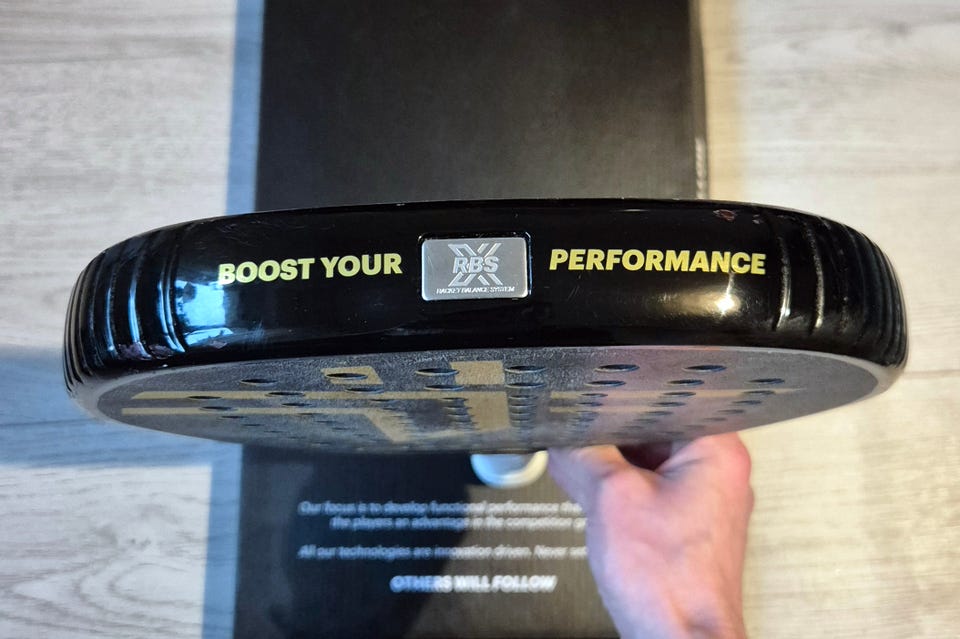 BOOST YOUR
RBS
RACKET BALANCE SYSTEM
PERFORMANCE
Our focus is to develop functional performance
the players an advantage in the competition
All our technologies are innovation driven. Never
OTHERS WILL FOLLOW